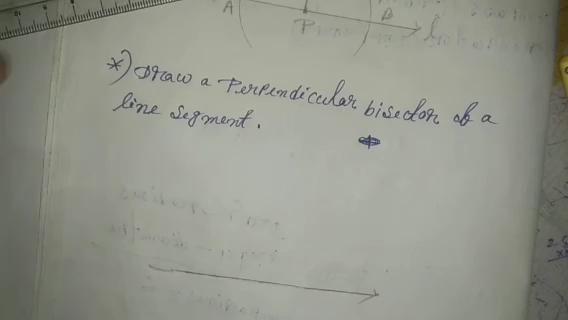 A P B l
*) Draw a Perpendicular bisector of a
line segment.